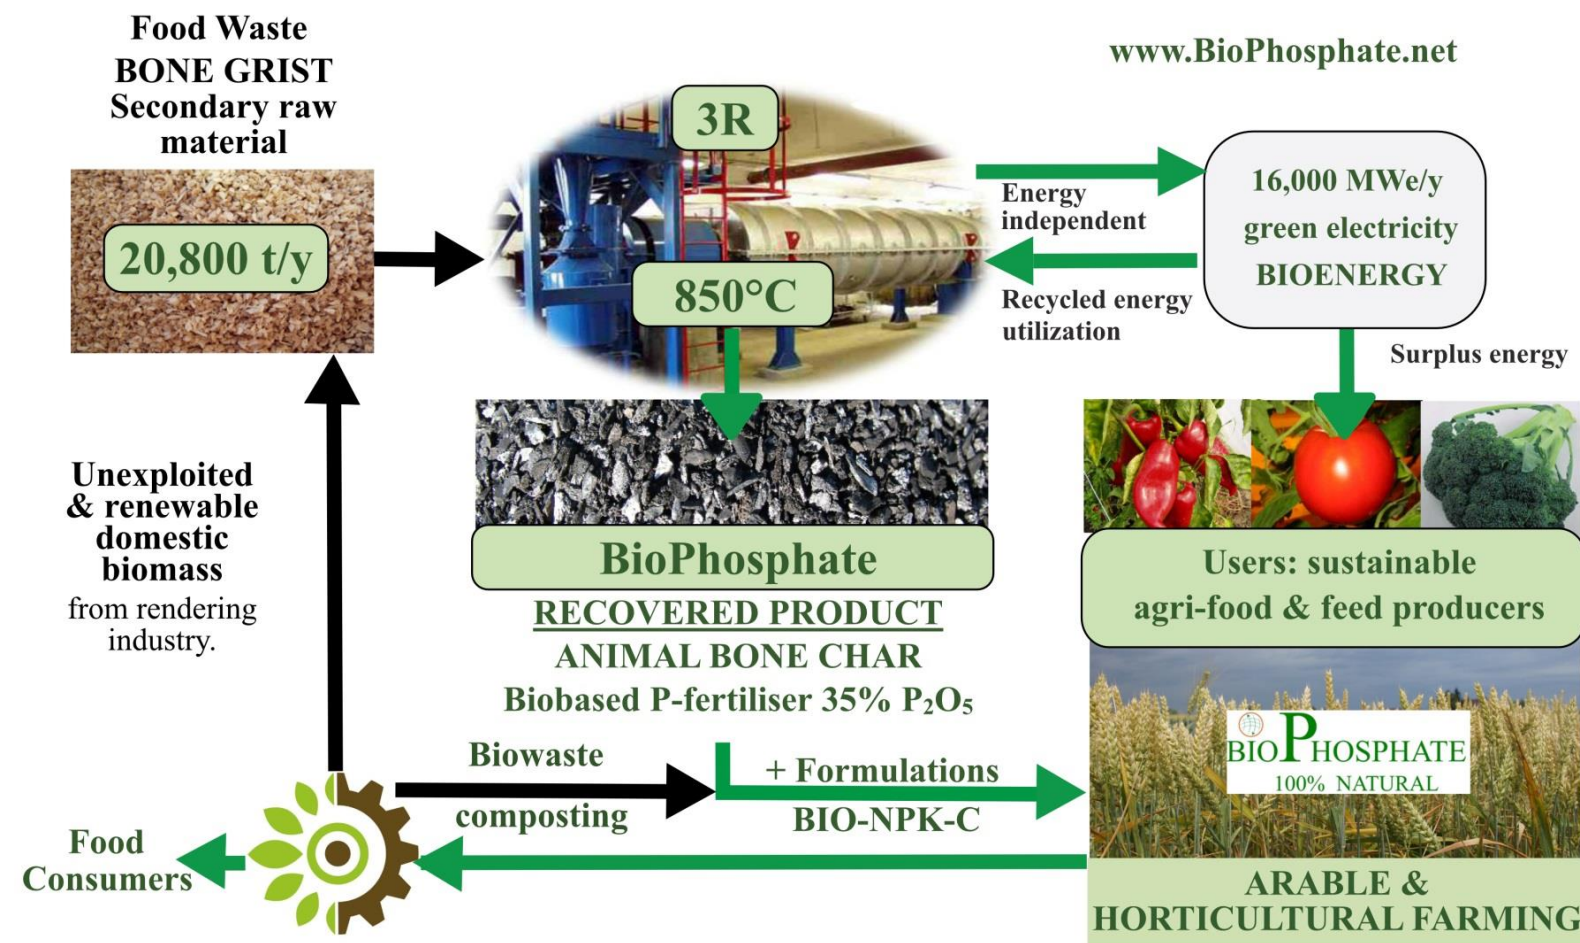 Food Waste
BONE GRIST
Secondary raw
material
20,800 t/y
3R
850°C
www.BioPhosphate.net
Energy
independent
Recycled energy
utilization
16,000 MWe/y
green electricity
BIOENERGY
Surplus energy
Unexploited
& renewable
domestic
biomass
from rendering
industry.
BioPhosphate
RECOVERED PRODUCT
ANIMAL BONE CHAR
Biobased P-fertiliser 35% P₂O₅
Users: sustainable
agri-food & feed producers
BIOPHOSPHATE
100% NATURAL
Biowaste
composting
+ Formulations
BIO-NPK-C
Food
Consumers
ARABLE &
HORTICULTURAL FARMING